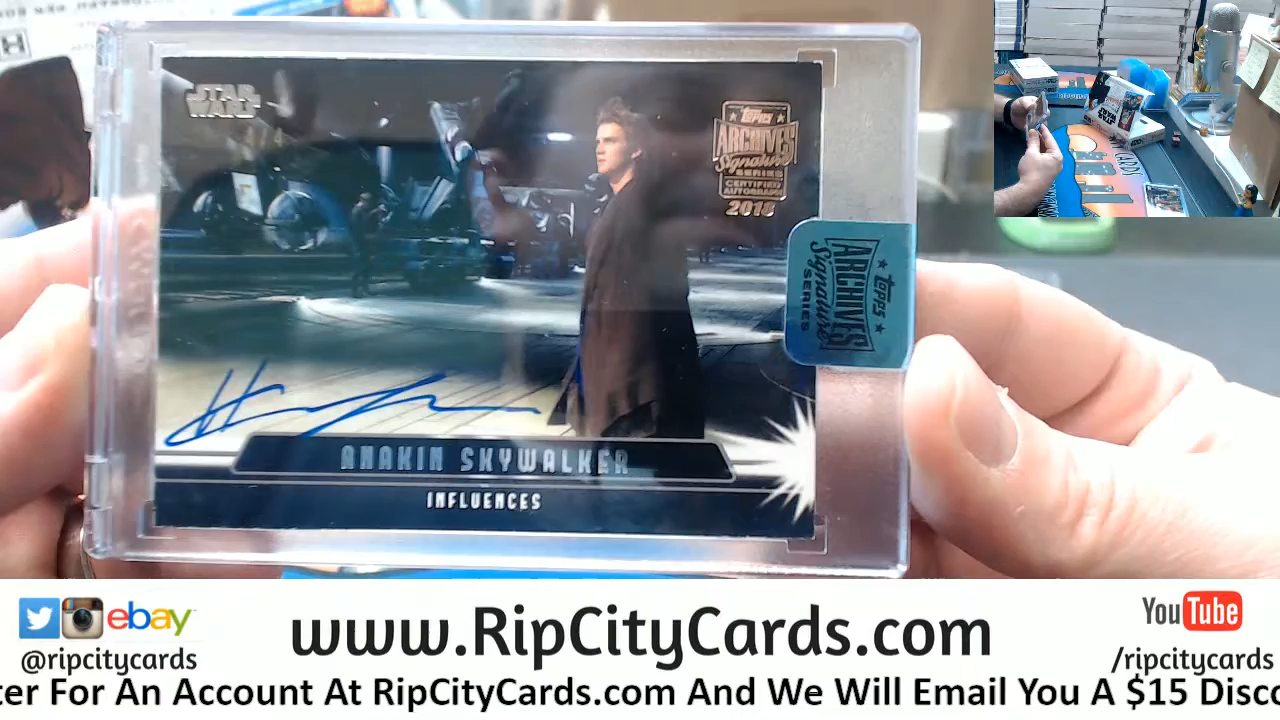 STAR
WARS
Topps
ARCHIVES
Signature
SERIES
CERTIFIED
AUTOGRAPH
2018
Topps
ARCHIVES
Signature
SERIES
ANAKIN SKYWALKER
INFLUENCES
ebay
@ripcitycards
www.RipCityCards.com
YouTube
/ripcitycards
ter For An Account At RipCityCards.com And We Will Email You A $15 Disco